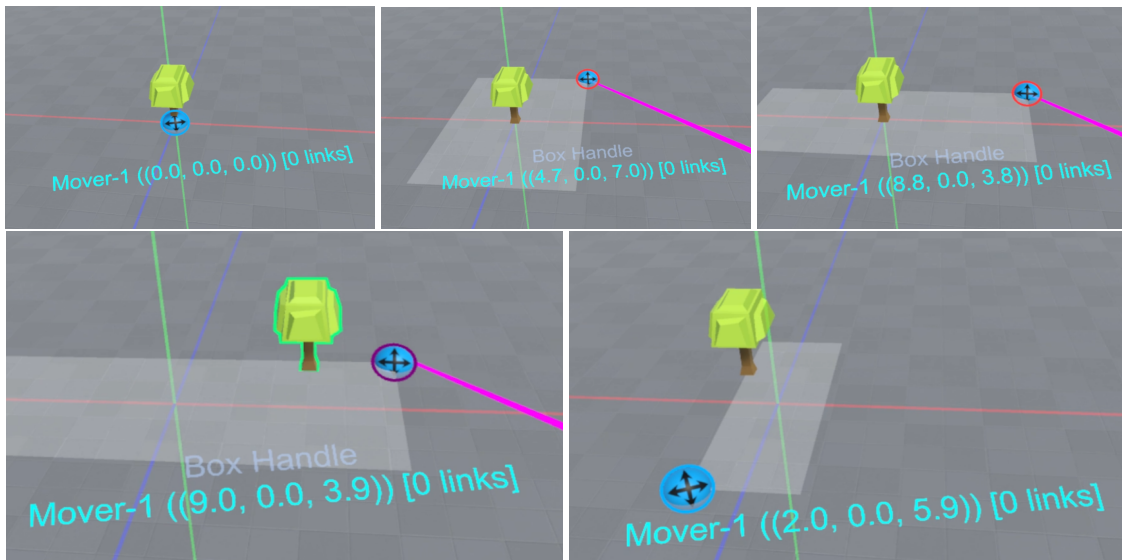 Mover-1 ((0.0, 0.0, 0.0)) [0 links]
Box Handle
Mover-1 ((4.7, 0.0, 7.0)) [0 links]
Box Handle
Mover-1 ((8.8, 0.0, 3.8)) [0 links]
Box Handle
Mover-1 ((9.0, 0.0, 3.9)) [0 links]
Mover-1 ((2.0, 0.0, 5.9)) [0 links]